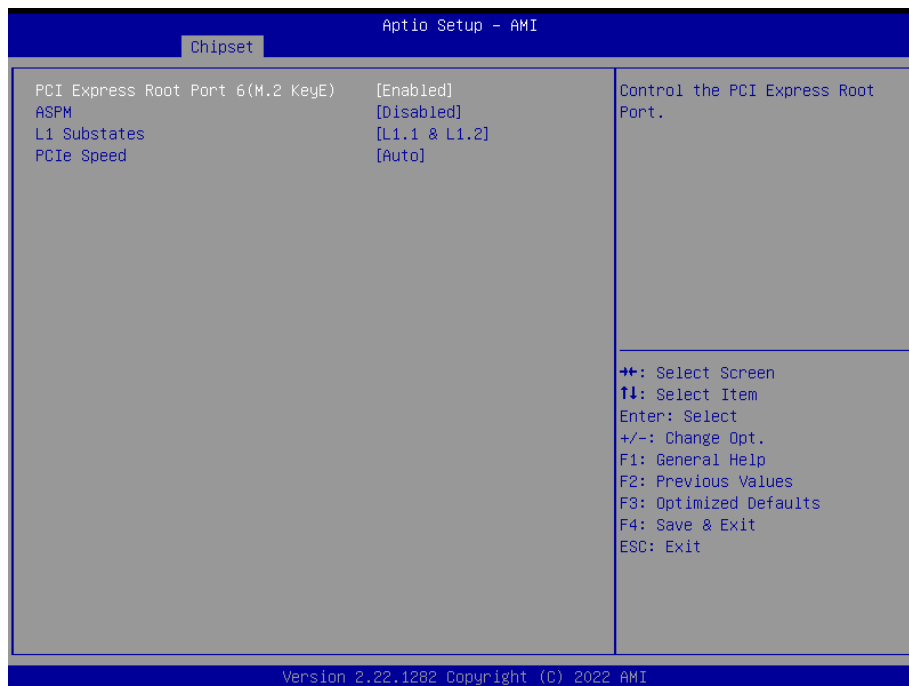 Aptio Setup – AMI
Chipset
PCI Express Root Port 6(M.2 KeyE) [Enabled]
ASPM [Disabled]
L1 Substates [L1.1 & L1.2]
PCIe Speed [Auto]
Control the PCI Express Root
Port.
→←: Select Screen
↑↓: Select Item
Enter: Select
+/-: Change Opt.
F1: General Help
F2: Previous Values
F3: Optimized Defaults
F4: Save & Exit
ESC: Exit
Version 2.22.1282 Copyright (C) 2022 AMI